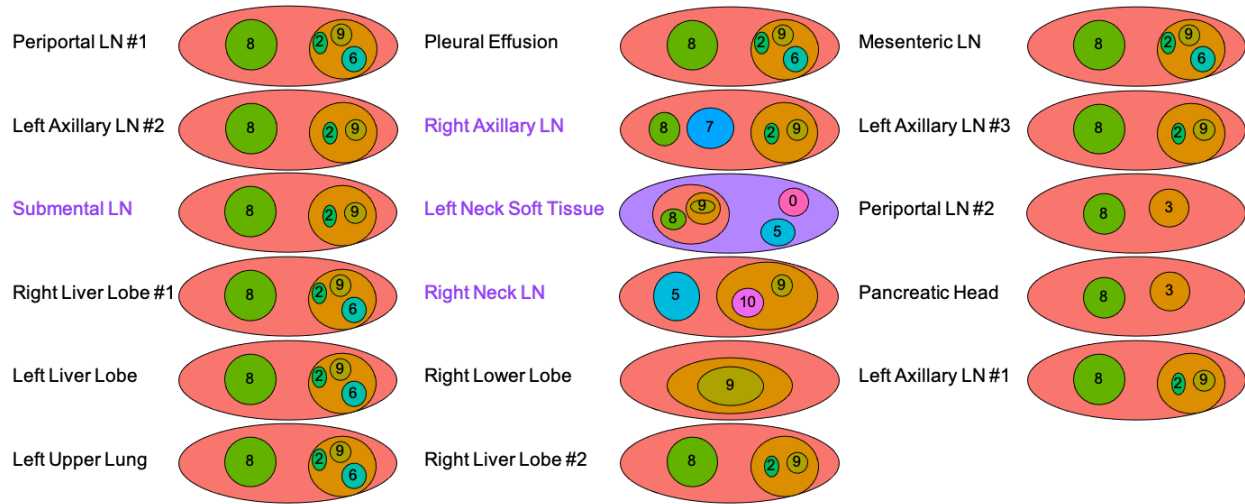 Periportal LN #1 8 2 9 6 Pleural Effusion 8 2 9 6 Mesenteric LN 8 2 9 6
Left Axillary LN #2 8 2 9 Right Axillary LN 8 7 2 9 Left Axillary LN #3 8 2 9
Submental LN 8 2 9 Left Neck Soft Tissue 8 9 0 5 Periportal LN #2 8 3
Right Liver Lobe #1 8 2 9 6 Right Neck LN 5 10 9 Pancreatic Head 8 3
Left Liver Lobe 8 2 9 6 Right Lower Lobe 9 Left Axillary LN #1 8 2 9
Left Upper Lung 8 2 9 6 Right Liver Lobe #2 8 2 9